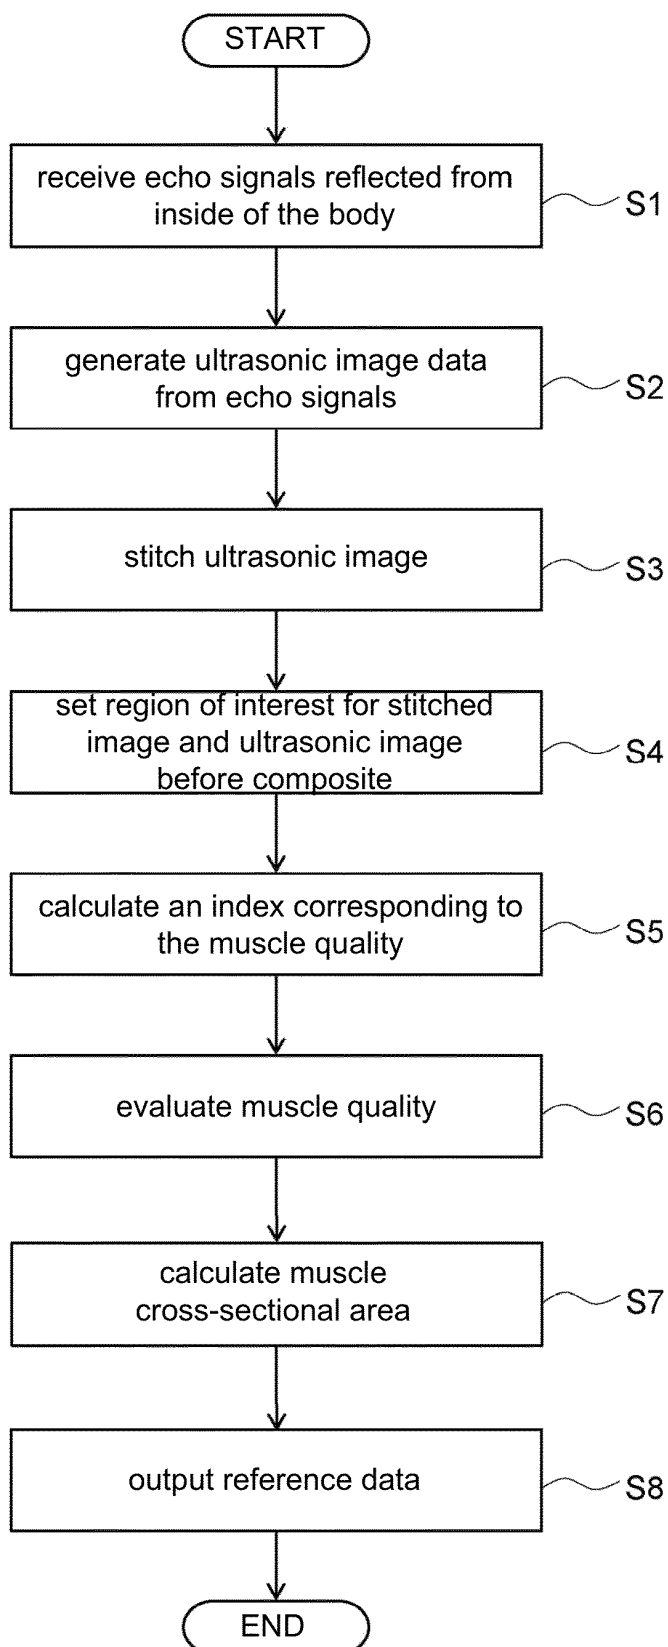 START
receive echo signals reflected from
inside of the body
S1
generate ultrasonic image data
from echo signals
S2
stitch ultrasonic image
S3
set region of interest for stitched
image and ultrasonic image
before composite
S4
calculate an index corresponding to
the muscle quality
S5
evaluate muscle quality
S6
calculate muscle
cross-sectional area
S7
output reference data
S8
END